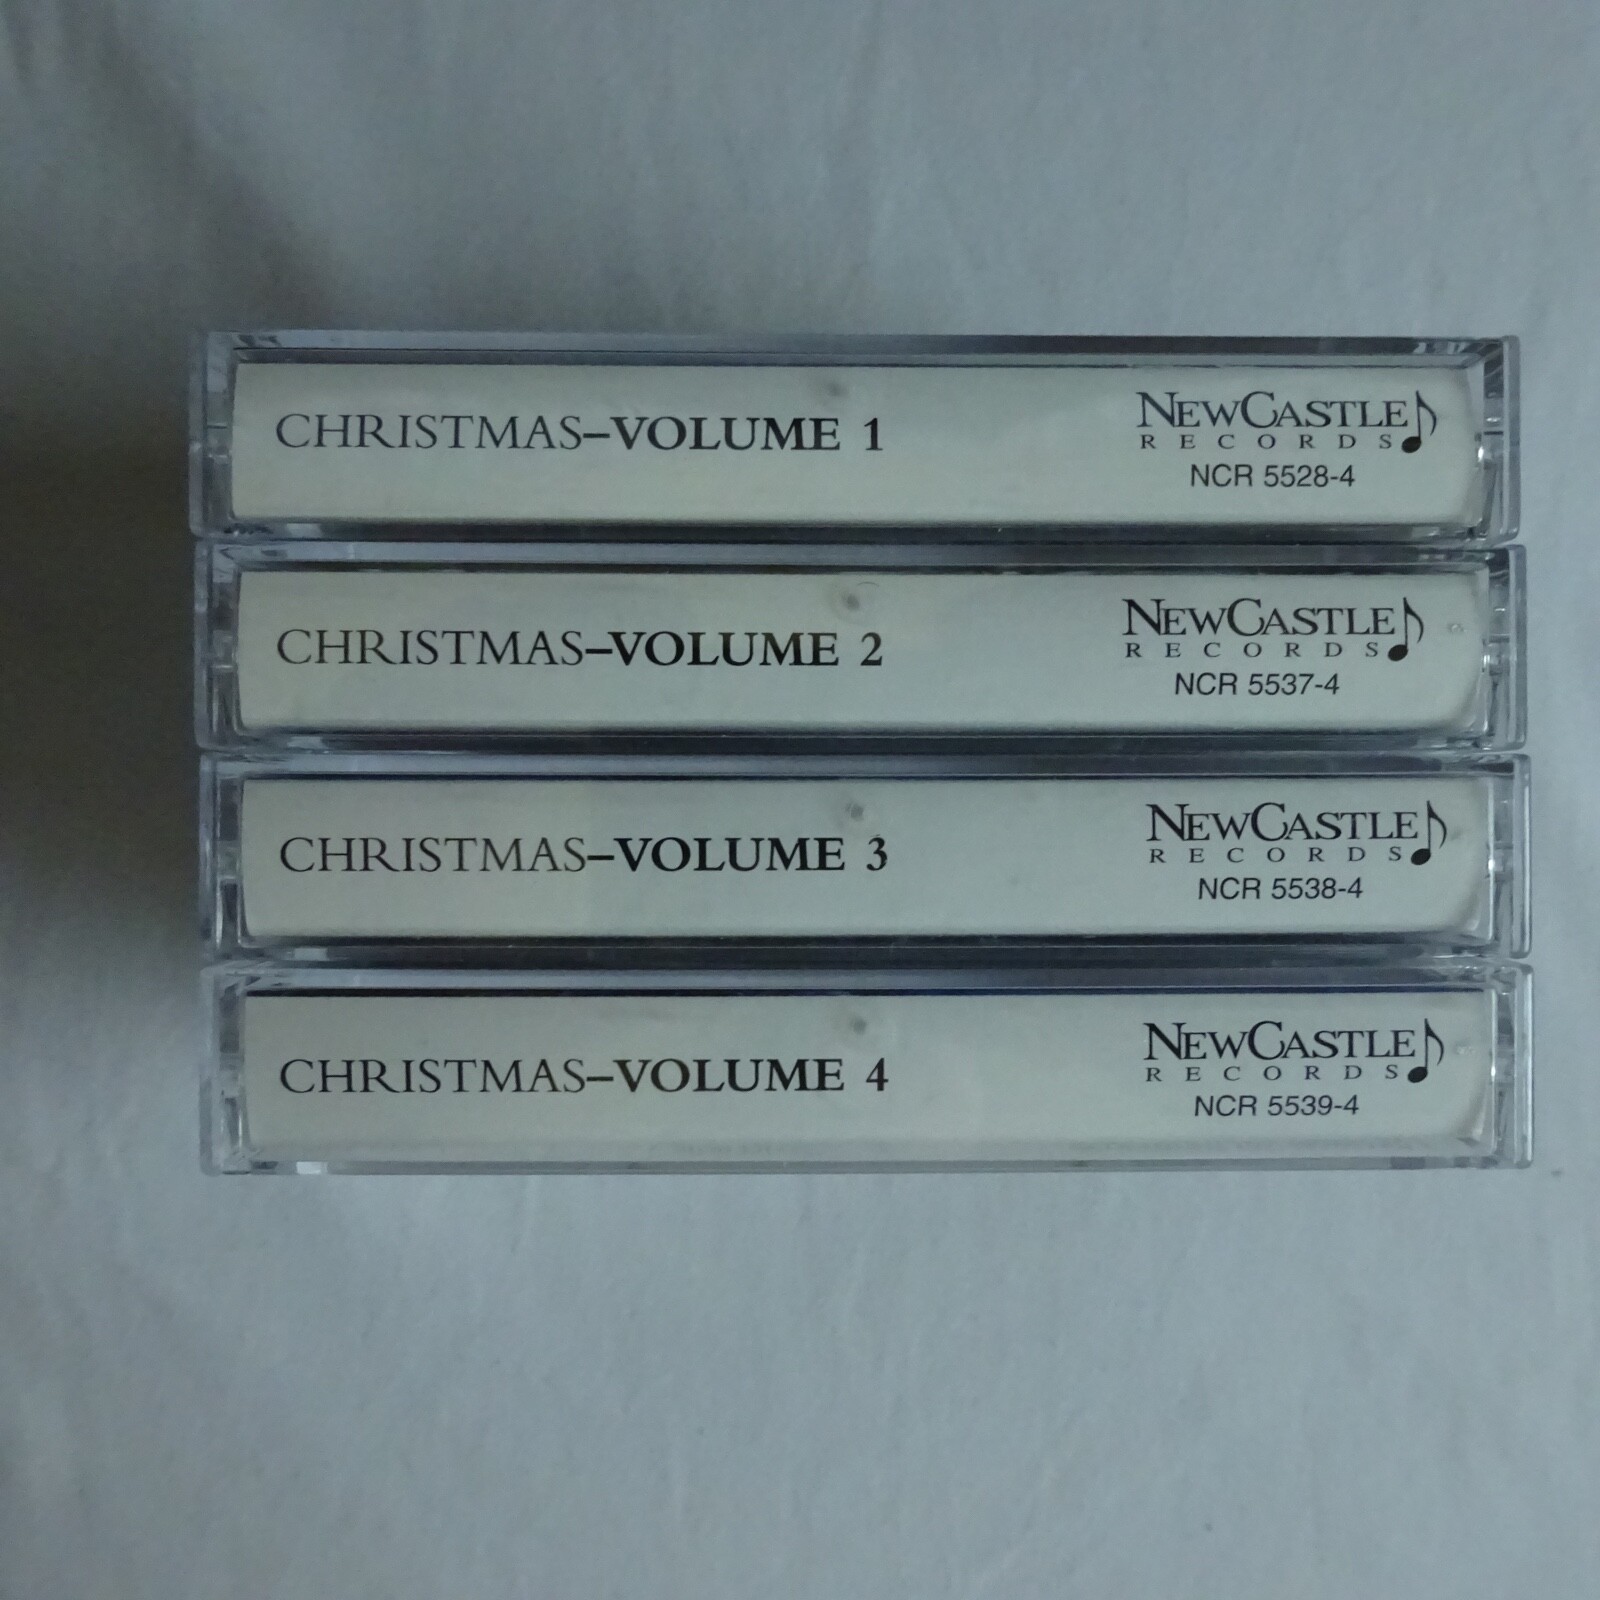 CHRISTMAS–VOLUME 1
NEWCASTLE
RECORDS
NCR 5528-4
CHRISTMAS–VOLUME 2
NEWCASTLE
RECORDS
NCR 5537-4
CHRISTMAS–VOLUME 3
NEWCASTLE
RECORDS
NCR 5538-4
CHRISTMAS–VOLUME 4
NEWCASTLE
RECORDS
NCR 5539-4